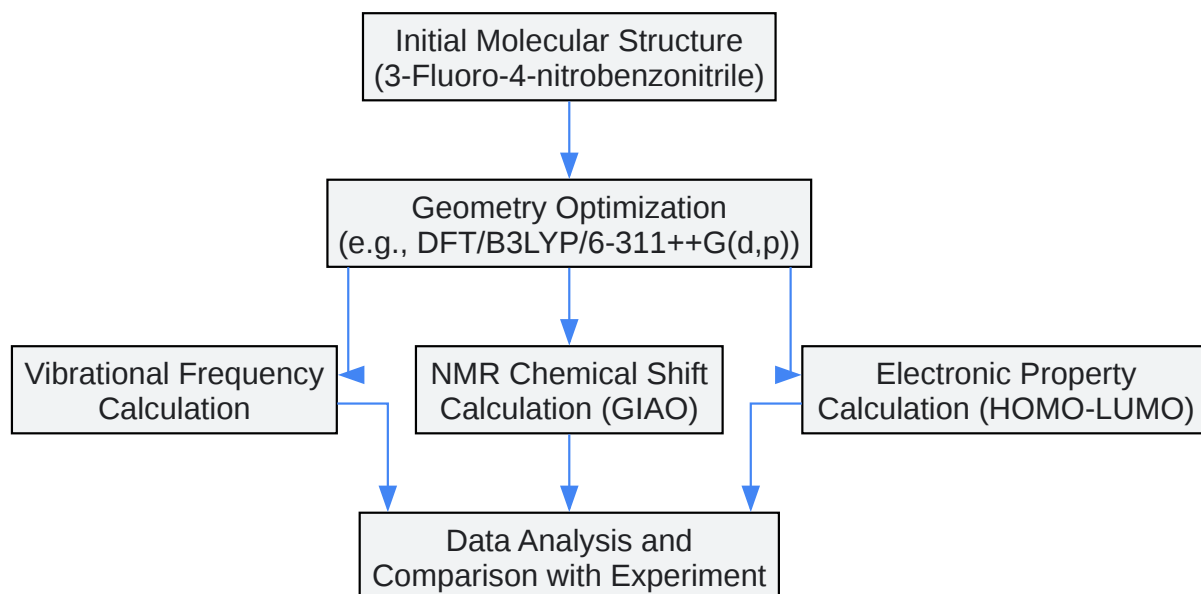 Initial Molecular Structure
(3-Fluoro-4-nitrobenzonitrile)
Geometry Optimization
(e.g., DFT/B3LYP/6-311++G(d,p))
Vibrational Frequency
Calculation
NMR Chemical Shift
Calculation (GIAO)
Electronic Property
Calculation (HOMO-LUMO)
Data Analysis and
Comparison with Experiment